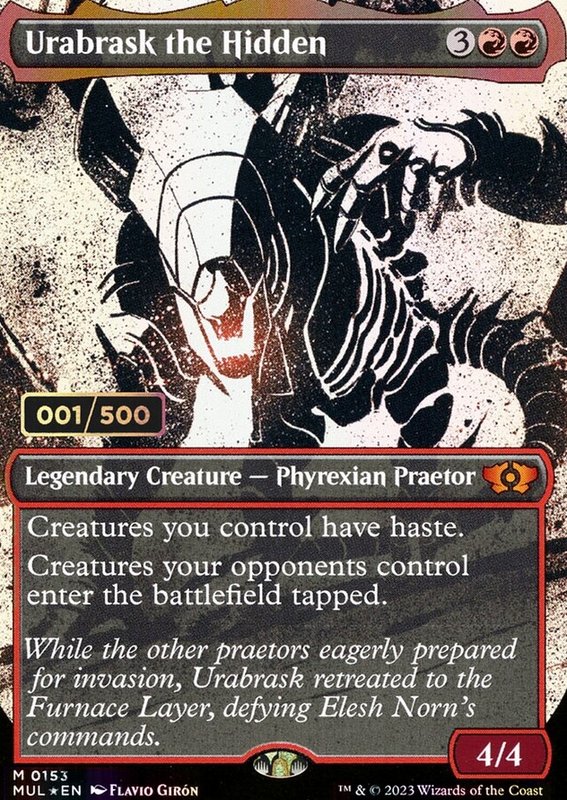 Urabrask the Hidden 3
001/500
Legendary Creature — Phyrexian Praetor
Creatures you control have haste.
Creatures your opponents control
enter the battlefield tapped.
While the other praetors eagerly prepared
for invasion, Urabrask retreated to the
Furnace Layer, defying Elesh Norn's
commands.
4/4
M 0153
MUL★EN Flavio Girón
™ & © 2023 Wizards of the Coast